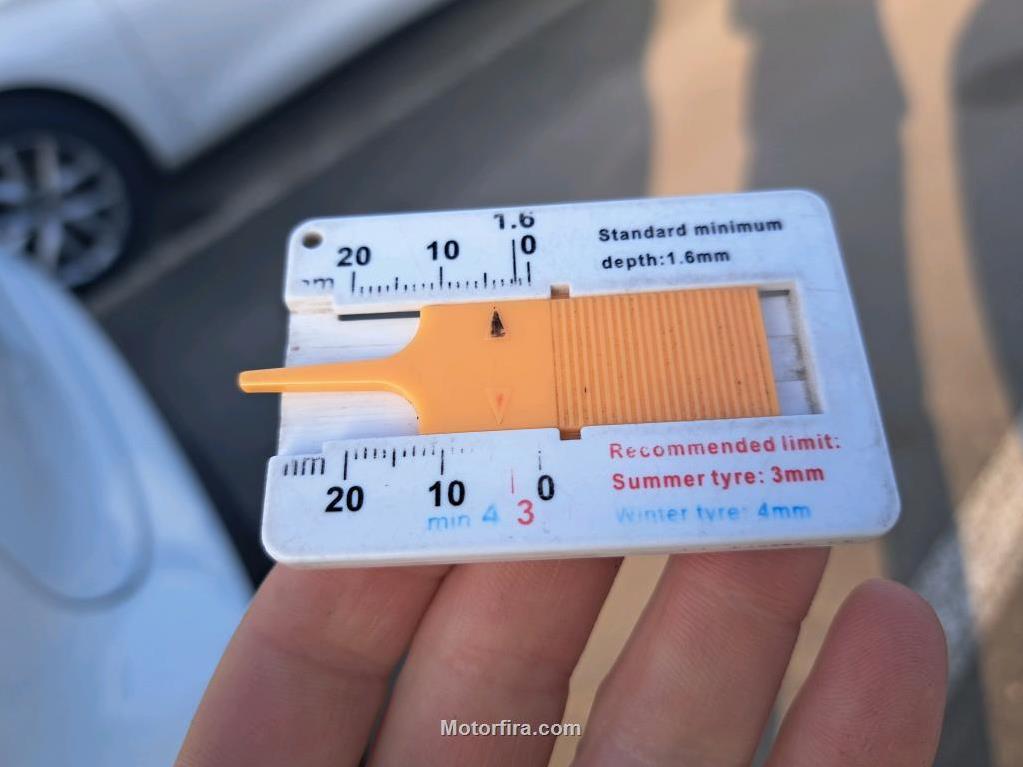 1.6
20 10 0
mm
Standard minimum
depth:1.6mm
mm
20 10 0
min 4 3
Recommended limit:
Summer tyre: 3mm
Winter tyre: 4mm
Motorfira.com